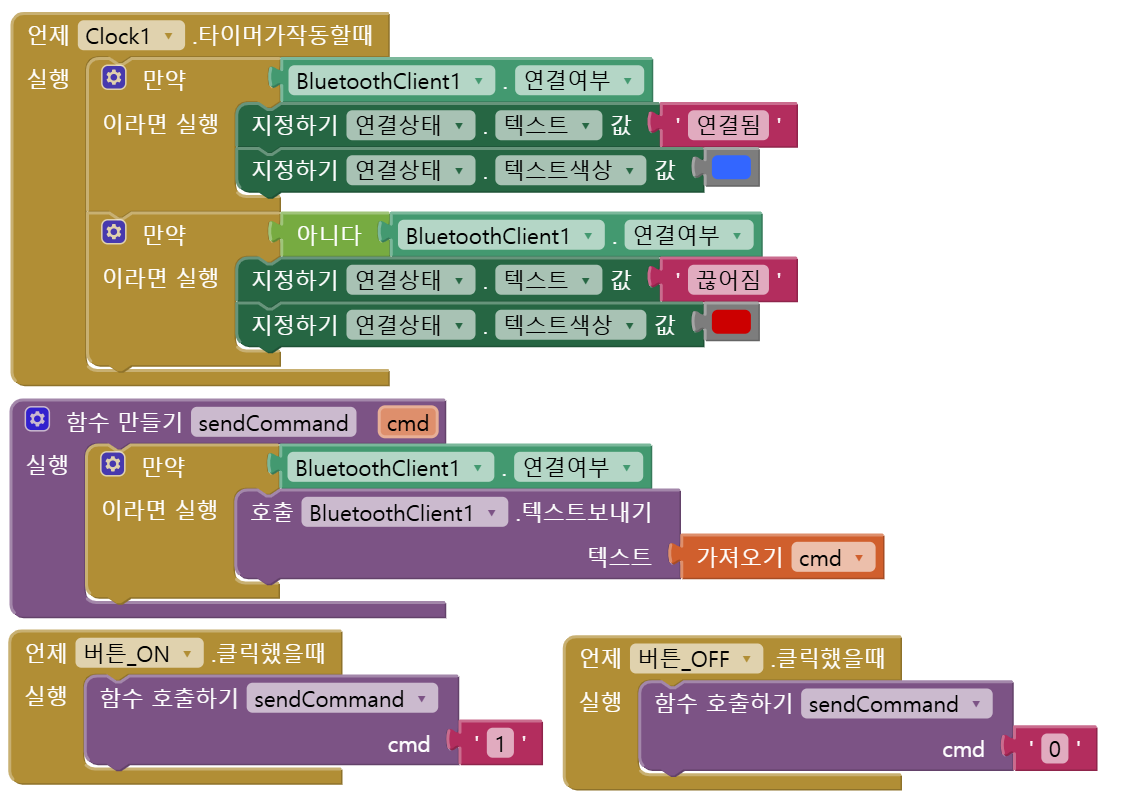 언제 Clock1 .타이머가작동할때
실행 만약 BluetoothClient1 . 연결여부
이라면 실행 지정하기 연결상태 . 텍스트 값 ' 연결됨 '
지정하기 연결상태 . 텍스트색상 값
만약 아니다 BluetoothClient1 . 연결여부
이라면 실행 지정하기 연결상태 . 텍스트 값 ' 끊어짐 '
지정하기 연결상태 . 텍스트색상 값
함수 만들기 sendCommand cmd
실행 만약 BluetoothClient1 . 연결여부
이라면 실행 호출 BluetoothClient1 .텍스트보내기
텍스트 가져오기 cmd
언제 버튼_ON .클릭했을때
실행 함수 호출하기 sendCommand
cmd ' 1 '
언제 버튼_OFF .클릭했을때
실행 함수 호출하기 sendCommand
cmd ' 0 '